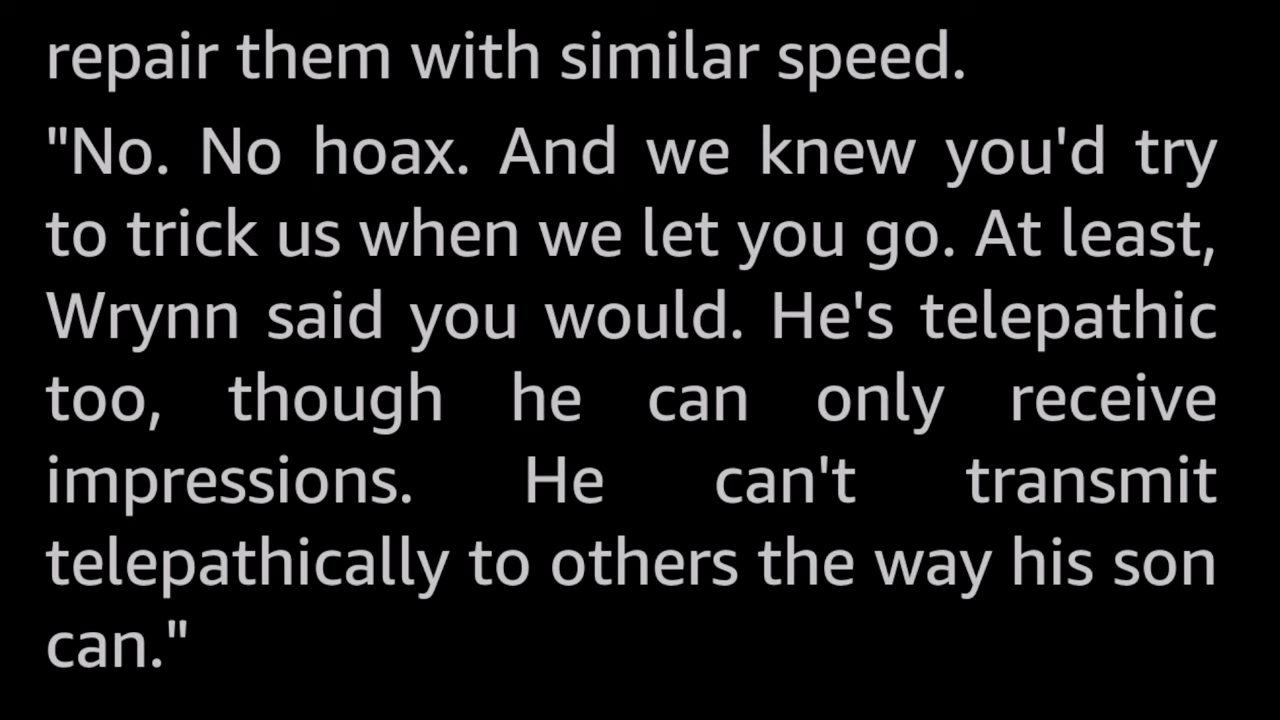 repair them with similar speed.
"No. No hoax. And we knew you'd try
to trick us when we let you go. At least,
Wrynn said you would. He's telepathic
too, though he can only receive
impressions. He can't transmit
telepathically to others the way his son
can."